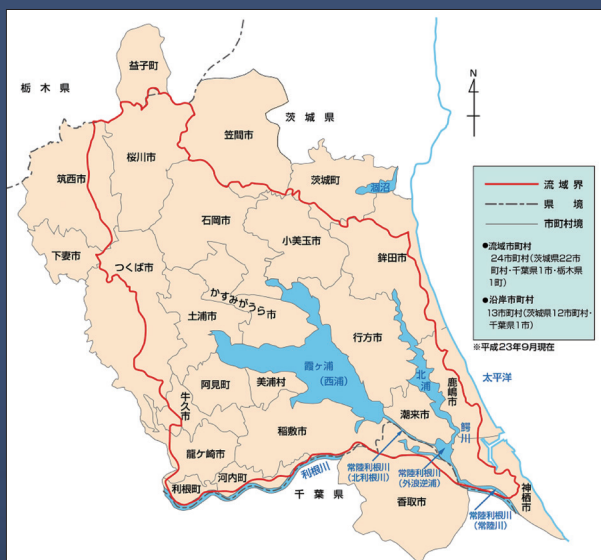 益子町
栃木県
N
笠間市
茨城県
桜川市
筑西市
茨城町
涸沼
流域界
県境
市町村境
石岡市
小美玉市
鉾田市
●流域市町村
24市町村(茨城県22市
町村・千葉県1市・栃木県
1町)
●沿岸市町村
13市町村(茨城県12市町村・
千葉県1市)
※平成23年9月現在
下妻市
つくば市
かすみがうら市
土浦市
行方市
霞ヶ浦
(西浦)
北浦
鹿嶋市
太平洋
牛久市
阿見町
美浦村
潮来市
鰐川
稲敷市
龍ケ崎市
河内町
利根町
利根川
千葉県
常陸利根川
(北利根川)
常陸利根川
(外浪逆浦)
香取市
神栖市
常陸利根川
(常陸川)